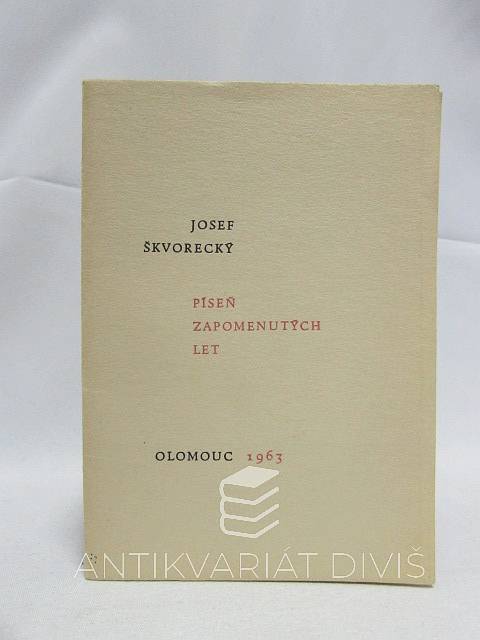 JOSEF
ŠKVORECKÝ
PÍSEŇ
ZAPOMENUTÝCH
LET
OLOMOUC 1963
ANTIKVARIÁT DIVIŠ